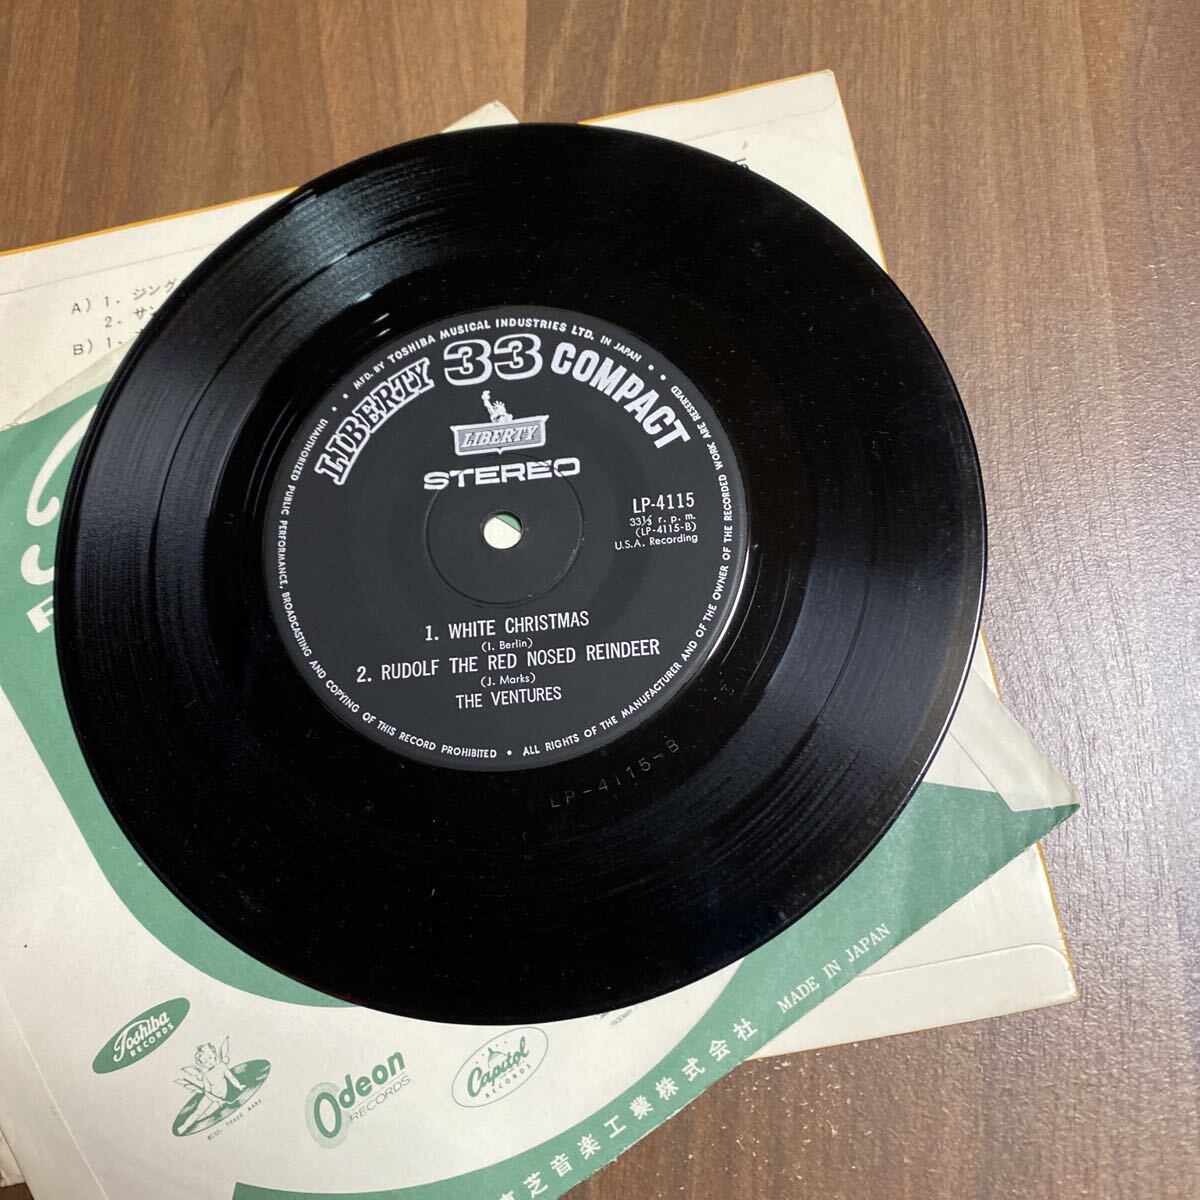 A) 1. ジング
2. サン
B) 1.
• • MFD. BY TOSHIBA MUSICAL INDUSTRIES LTD. IN JAPAN • •
LIBERTY 33 COMPACT
LIBERTY
STEREO
LP-4115
33⅓ r. p. m.
(LP-4115-B)
U.S.A. Recording
1. WHITE CHRISTMAS
(I. Berlin)
2. RUDOLF THE RED NOSED REINDEER
(J. Marks)
THE VENTURES
UNAUTHORIZED PUBLIC PERFORMANCE, BROADCASTING AND COPYING OF THIS RECORD PROHIBITED • ALL RIGHTS OF THE MANUFACTURER AND OF THE OWNER OF THE RECORDED WORK ARE RESERVED
LP-4115-B
Toshiba
RECORDS
REG. TRADE MARK
Odeon
RECORDS
Capitol
RECORDS
芝音楽工業株式会社 MADE IN JAPAN